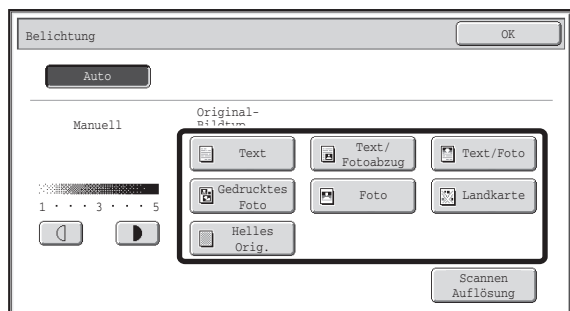 Belichtung
OK
Auto
Manuell
Original-
Bildtyp
Text
Text/
Fotoabzug
Text/Foto
Gedrucktes
Foto
Foto
Landkarte
Helles
Orig.
1 · · · 3 · · · 5
Scannen
Auflösung